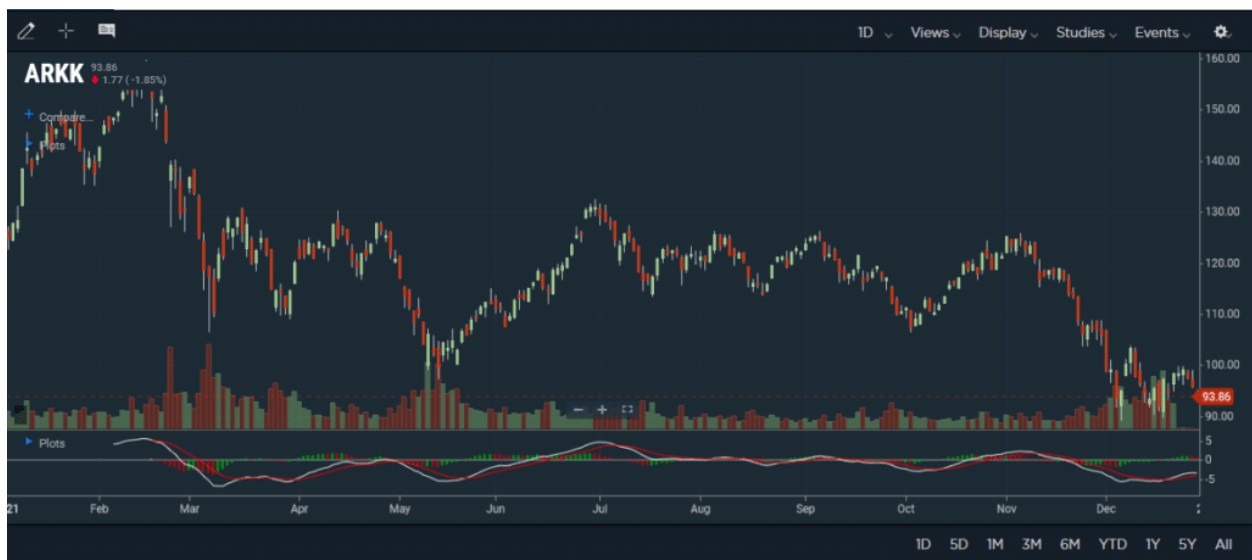 1D Views Display Studies Events
ARKK 93.86
1.77 (-1.85%)
Compare...
Plots
160.00
150.00
140.00
130.00
120.00
110.00
100.00
93.86
90.00
Plots
5
0
-5
21 Feb Mar Apr May Jun Jul Aug Sep Oct Nov Dec
1D 5D 1M 3M 6M YTD 1Y 5Y All